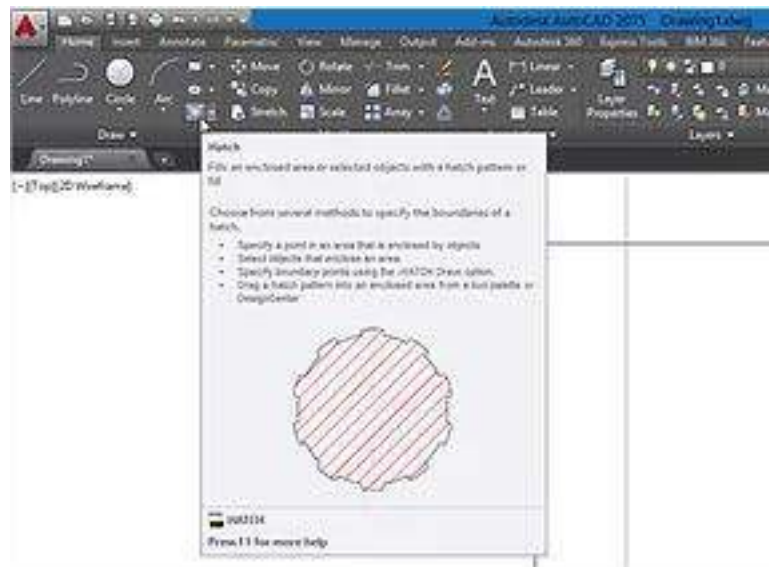 Autodesk AutoCAD 2015 Drawing1.dwg
Home Insert Annotate Parametric View Manage Output Add-ins Autodesk 360 Express Tools BIM 360
Line Polyline Circle Arc
Move Rotate Trim
Copy Mirror Fillet
Stretch Scale Array
Text
Linear
Leader
Table
Layer Properties
Draw
Layers
Drawing1*
[-][Top][2D Wireframe]
Hatch
Fills an enclosed area or selected objects with a hatch pattern or
fill
Choose from several methods to specify the boundaries of a
hatch.
• Specify a point in an area that is enclosed by objects.
• Select objects that enclose an area.
• Specify boundary points using the -HATCH Draw option.
• Drag a hatch pattern into an enclosed area from a tool palette or
DesignCenter
HATCH
Press F1 for more help